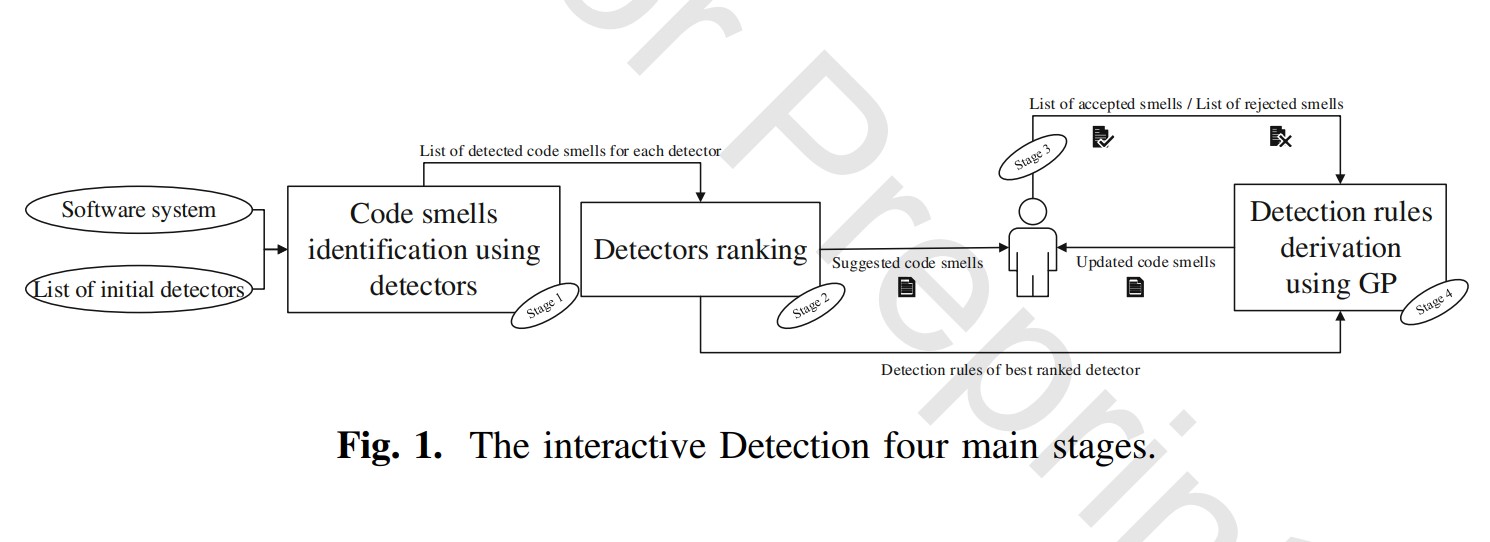 List of accepted smells / List of rejected smells
Stage 3
List of detected code smells for each detector
Software system
List of initial detectors
Code smells
identification using
detectors
Stage 1
Detectors ranking
Stage 2
Suggested code smells
Updated code smells
Detection rules
derivation
using GP
Stage 4
Detection rules of best ranked detector
Fig. 1. The interactive Detection four main stages.
or Preprin